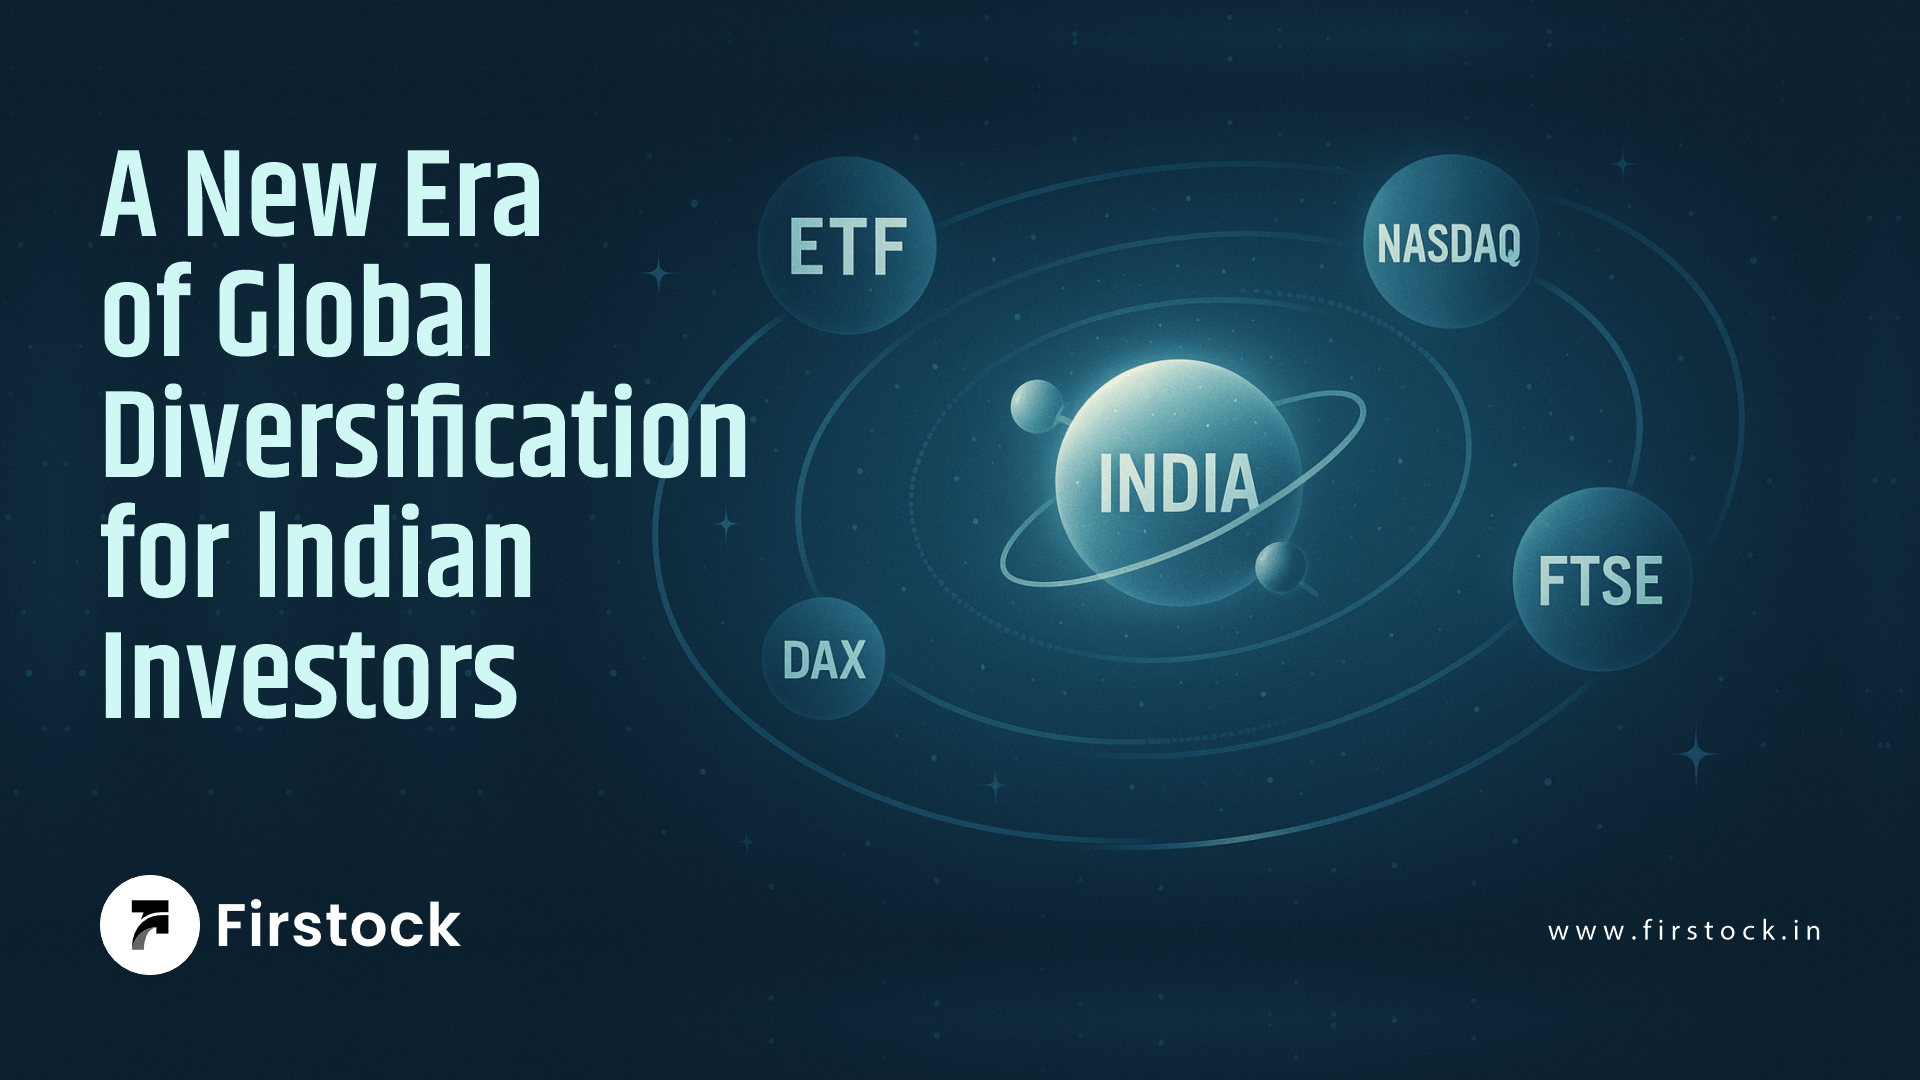 A New Era
of Global
Diversification
for Indian
Investors
ETF
NASDAQ
INDIA
FTSE
DAX
Firstock
www.firstock.in